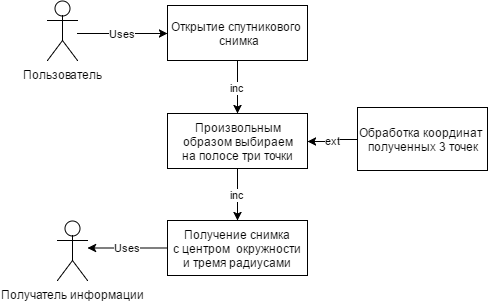 Открытие спутникового
снимка
Uses
Пользователь
inc
Произвольным
образом выбираем
на полосе три точки
ext
Обработка координат
полученных 3 точек
inc
Получение снимка
с центром окружности
и тремя радиусами
Uses
Получатель информации